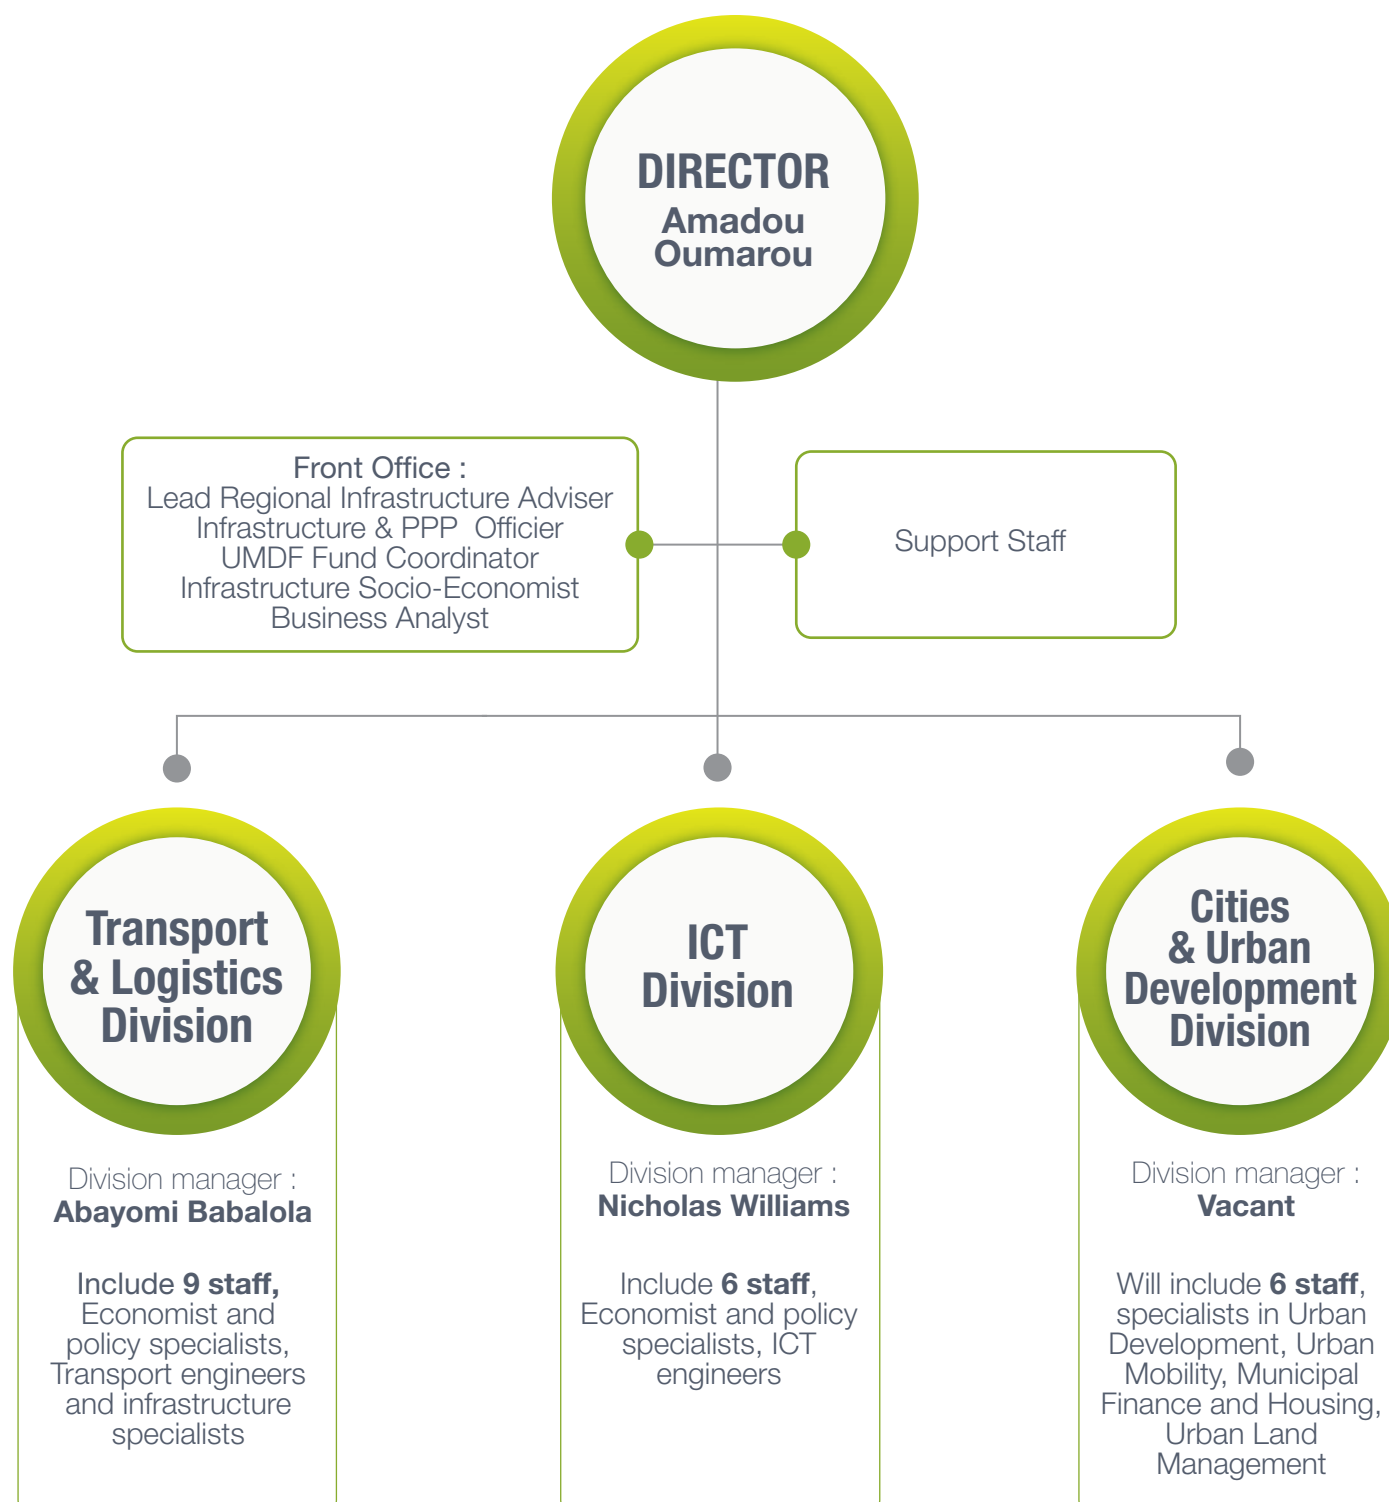 DIRECTOR
Amadou
Oumarou
Front Office :
Lead Regional Infrastructure Adviser
Infrastructure & PPP  Officier
UMDF Fund Coordinator
Infrastructure Socio-Economist
Business Analyst
Support Staff
Transport
& Logistics
Division
Division manager :
Abayomi Babalola
Include 9 staff,
Economist and
policy specialists,
Transport engineers
and infrastructure
specialists
ICT
Division
Division manager :
Nicholas Williams
Include 6 staff,
Economist and policy
specialists, ICT
engineers
Cities
& Urban
Development
Division
Division manager :
Vacant
Will include 6 staff,
specialists in Urban
Development, Urban
Mobility, Municipal
Finance and Housing,
Urban Land
Management